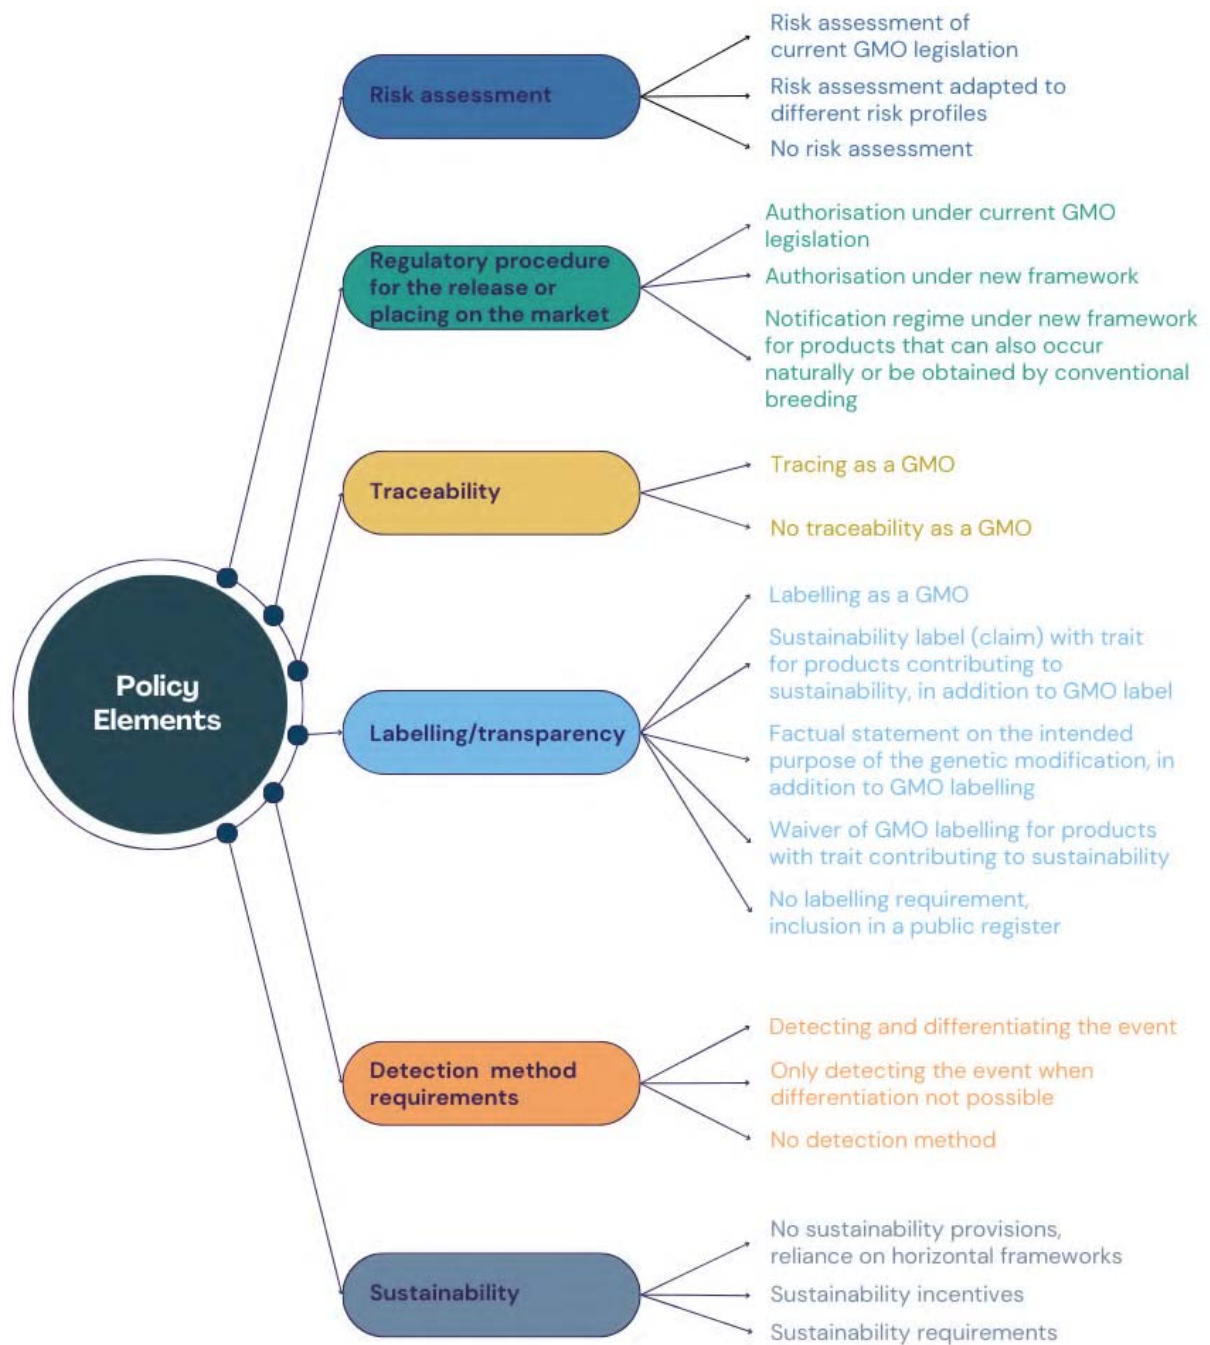 Policy
Elements
Risk assessment
Risk assessment of
current GMO legislation
Risk assessment adapted to
different risk profiles
No risk assessment
Regulatory procedure
for the release or
placing on the market
Authorisation under current GMO
legislation
Authorisation under new framework
Notification regime under new framework
for products that can also occur
naturally or be obtained by conventional
breeding
Traceability
Tracing as a GMO
No traceability as a GMO
Labelling/transparency
Labelling as a GMO
Sustainability label (claim) with trait
for products contributing to
sustainability, in addition to GMO label
Factual statement on the intended
purpose of the genetic modification, in
addition to GMO labelling
Waiver of GMO labelling for products
with trait contributing to sustainability
No labelling requirement,
inclusion in a public register
Detection method
requirements
Detecting and differentiating the event
Only detecting the event when
differentiation not possible
No detection method
Sustainability
No sustainability provisions,
reliance on horizontal frameworks
Sustainability incentives
Sustainability requirements